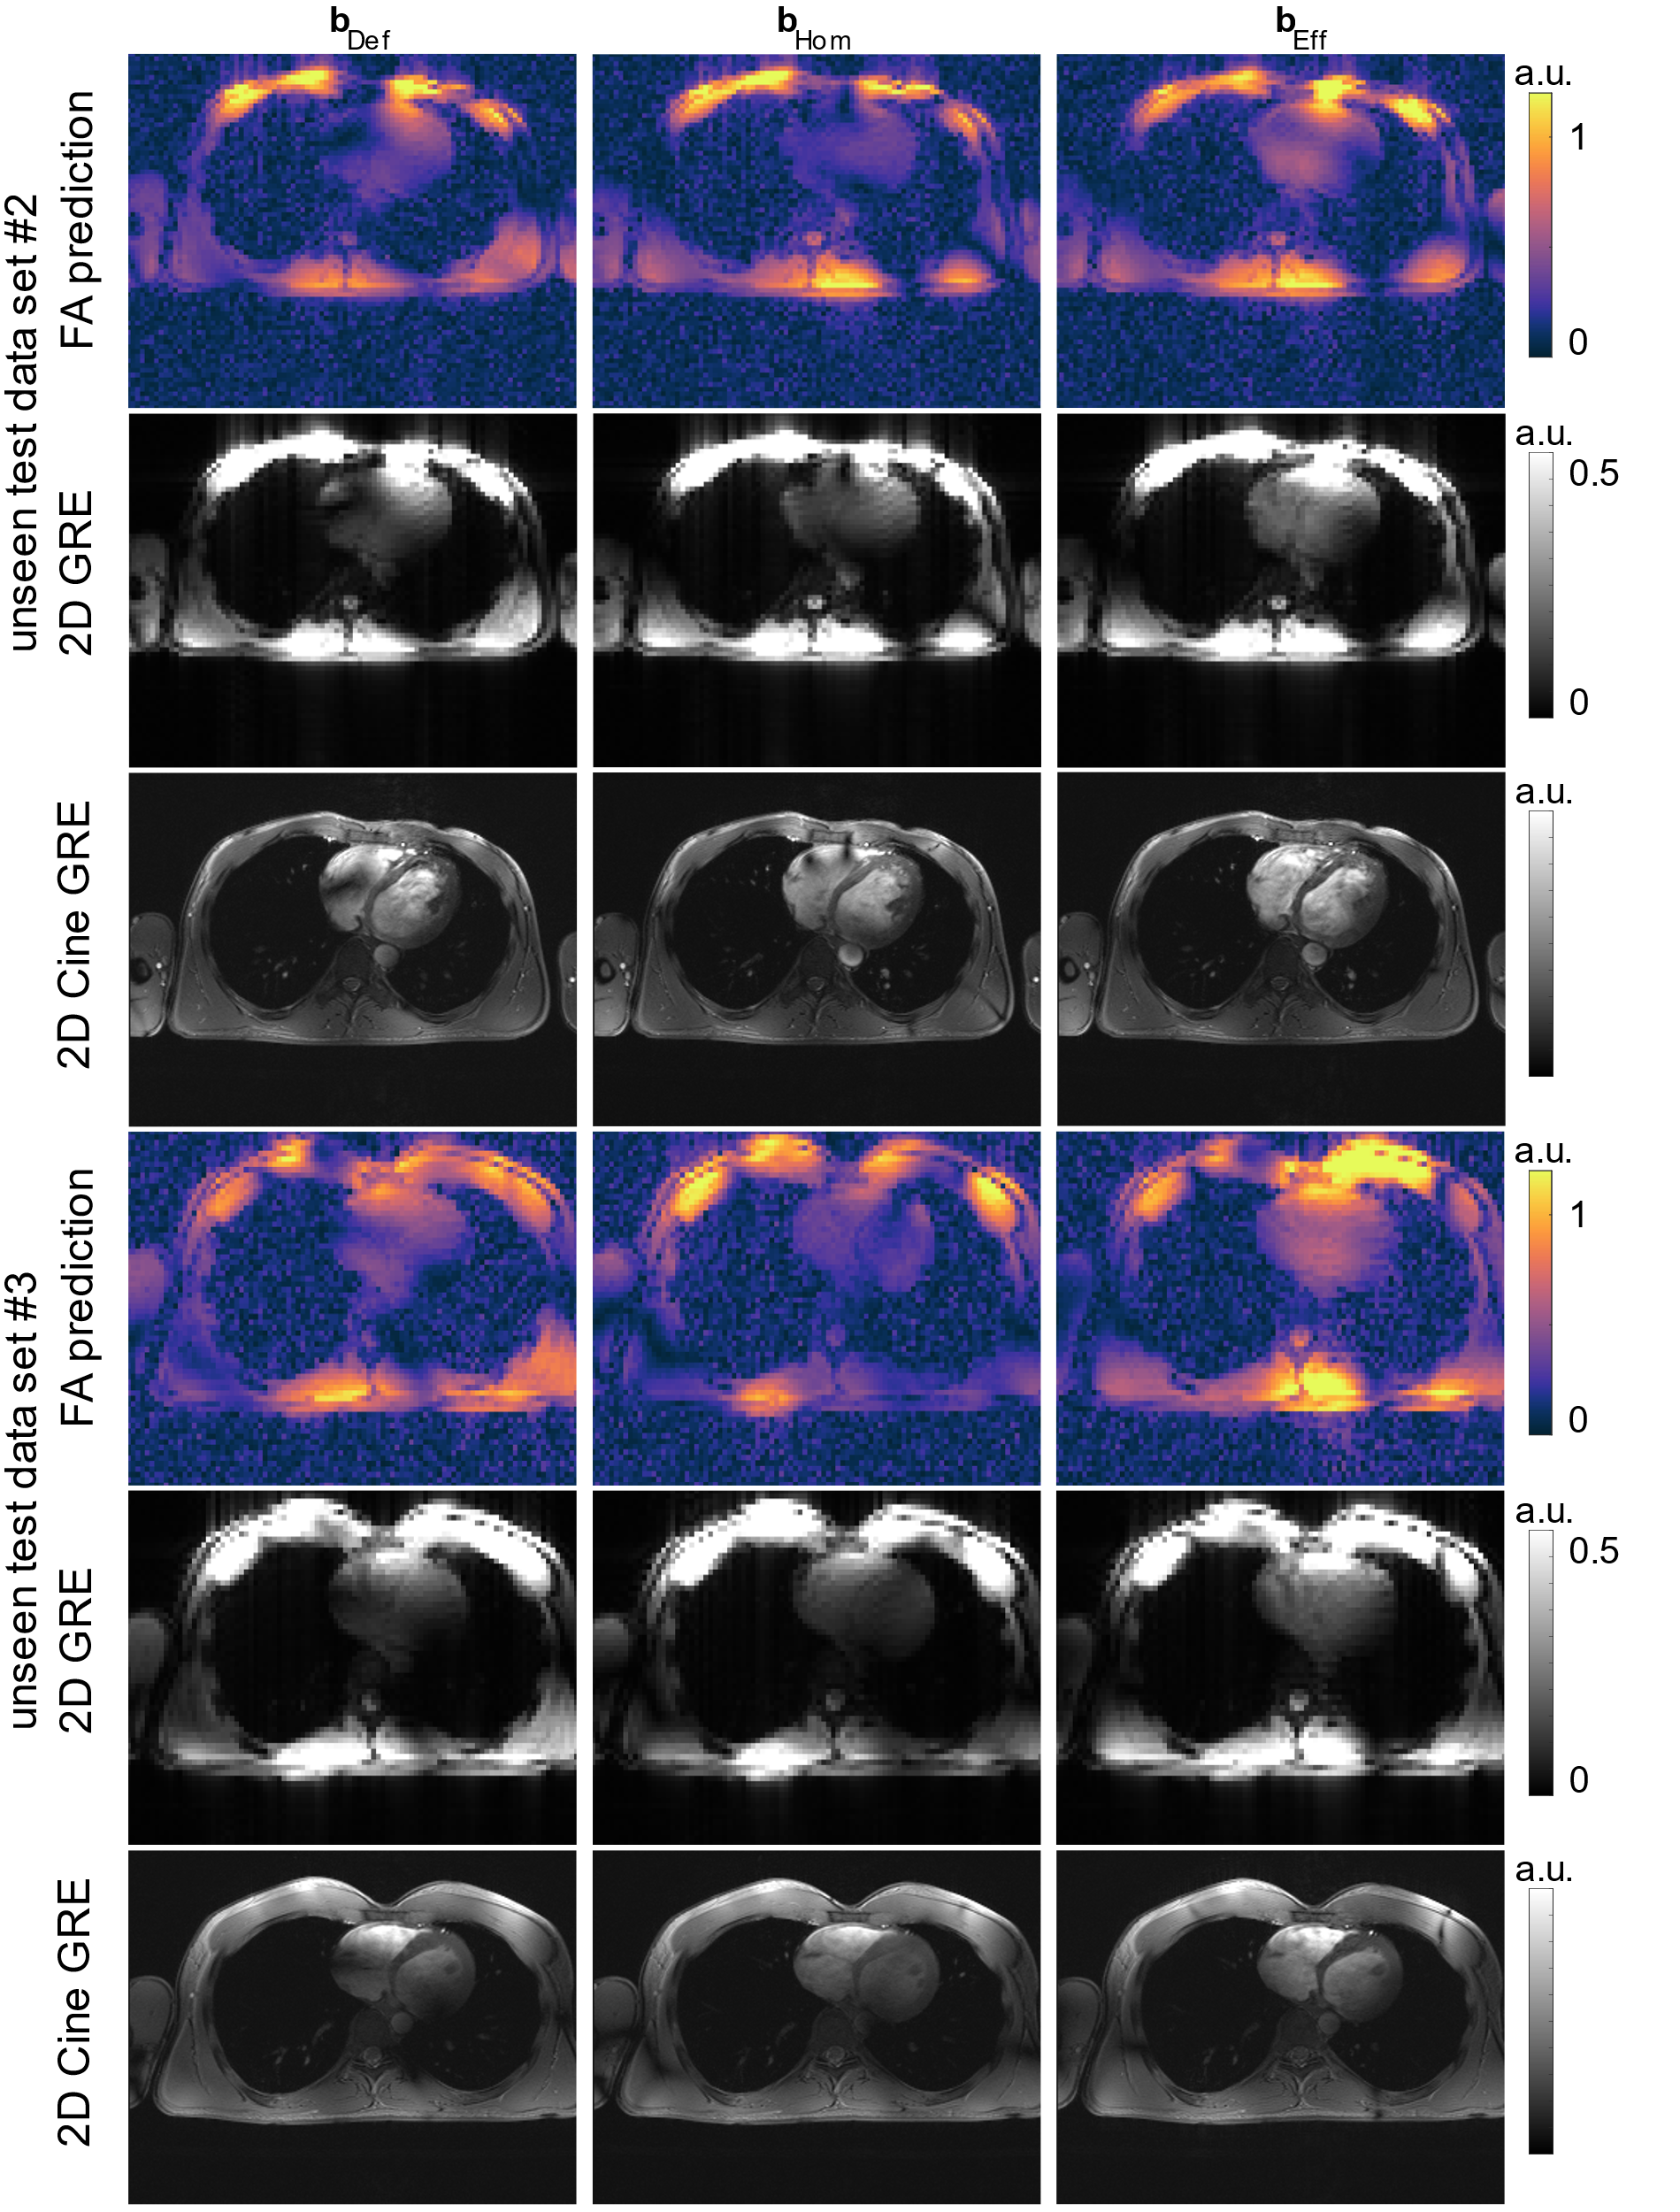 bDef
bHom
bEff
unseen test data set #2
FA prediction
a.u.
1
0
2D GRE
a.u.
0.5
0
2D Cine GRE
a.u.
unseen test data set #3
FA prediction
a.u.
1
0
2D GRE
a.u.
0.5
0
2D Cine GRE
a.u.